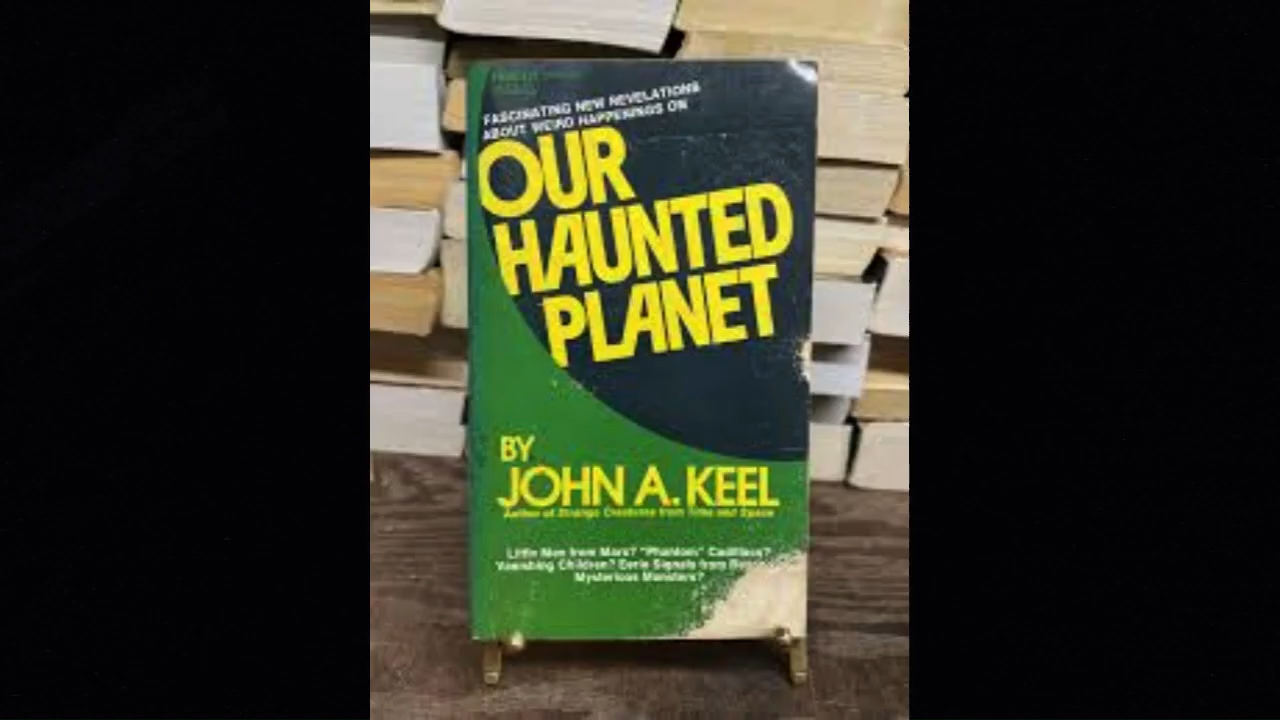 FASCINATING NEW REVELATIONS
ABOUT WEIRD HAPPENINGS ON
OUR
HAUNTED
PLANET
BY
JOHN A. KEEL
Author of Strange Creatures from Time and Space
Little Men from Mars? "Phantom" Cadillacs?
Vanishing Children? Eerie Signals from
Mysterious Monsters?